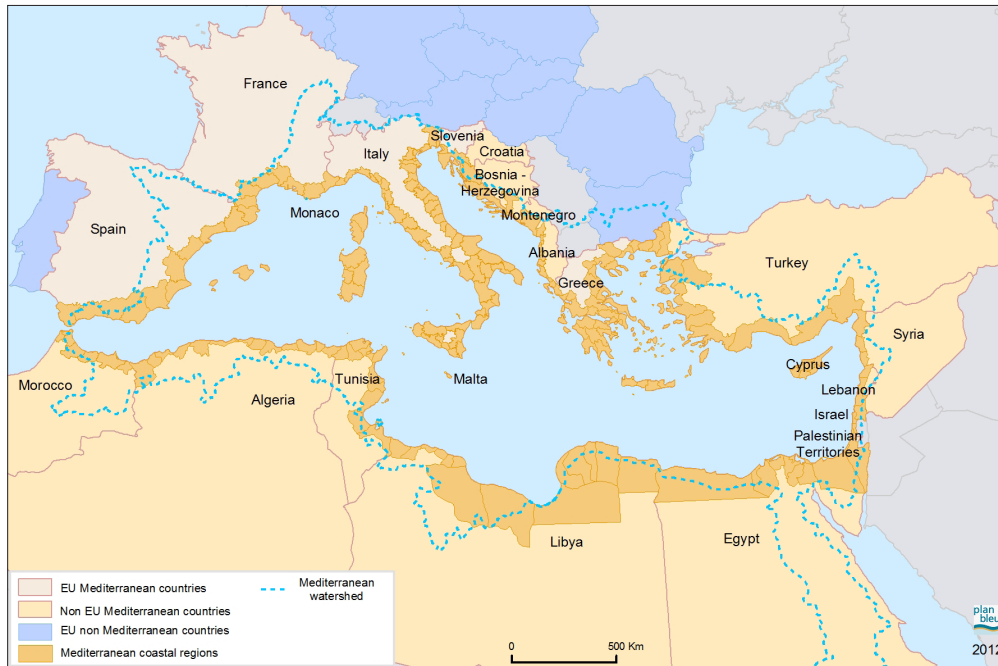 France
Slovenia
Croatia
Italy
Bosnia -
Herzegovina
Monaco
Montenegro
Spain
Albania
Turkey
Greece
Syria
Cyprus
Morocco
Tunisia
Malta
Algeria
Lebanon
Israel
Palestinian
Territories
Libya
Egypt
EU Mediterranean countries
Non EU Mediterranean countries
EU non Mediterranean countries
Mediterranean coastal regions
Mediterranean
watershed
0 500 Km
plan
bleu
2012